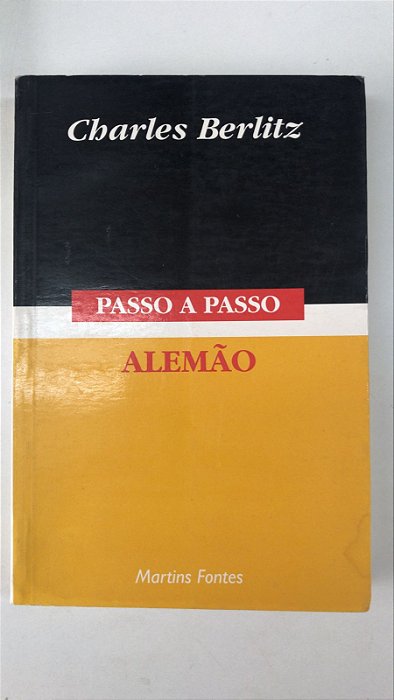 Charles Berlitz
PASSO A PASSO
ALEMÃO
Martins Fontes